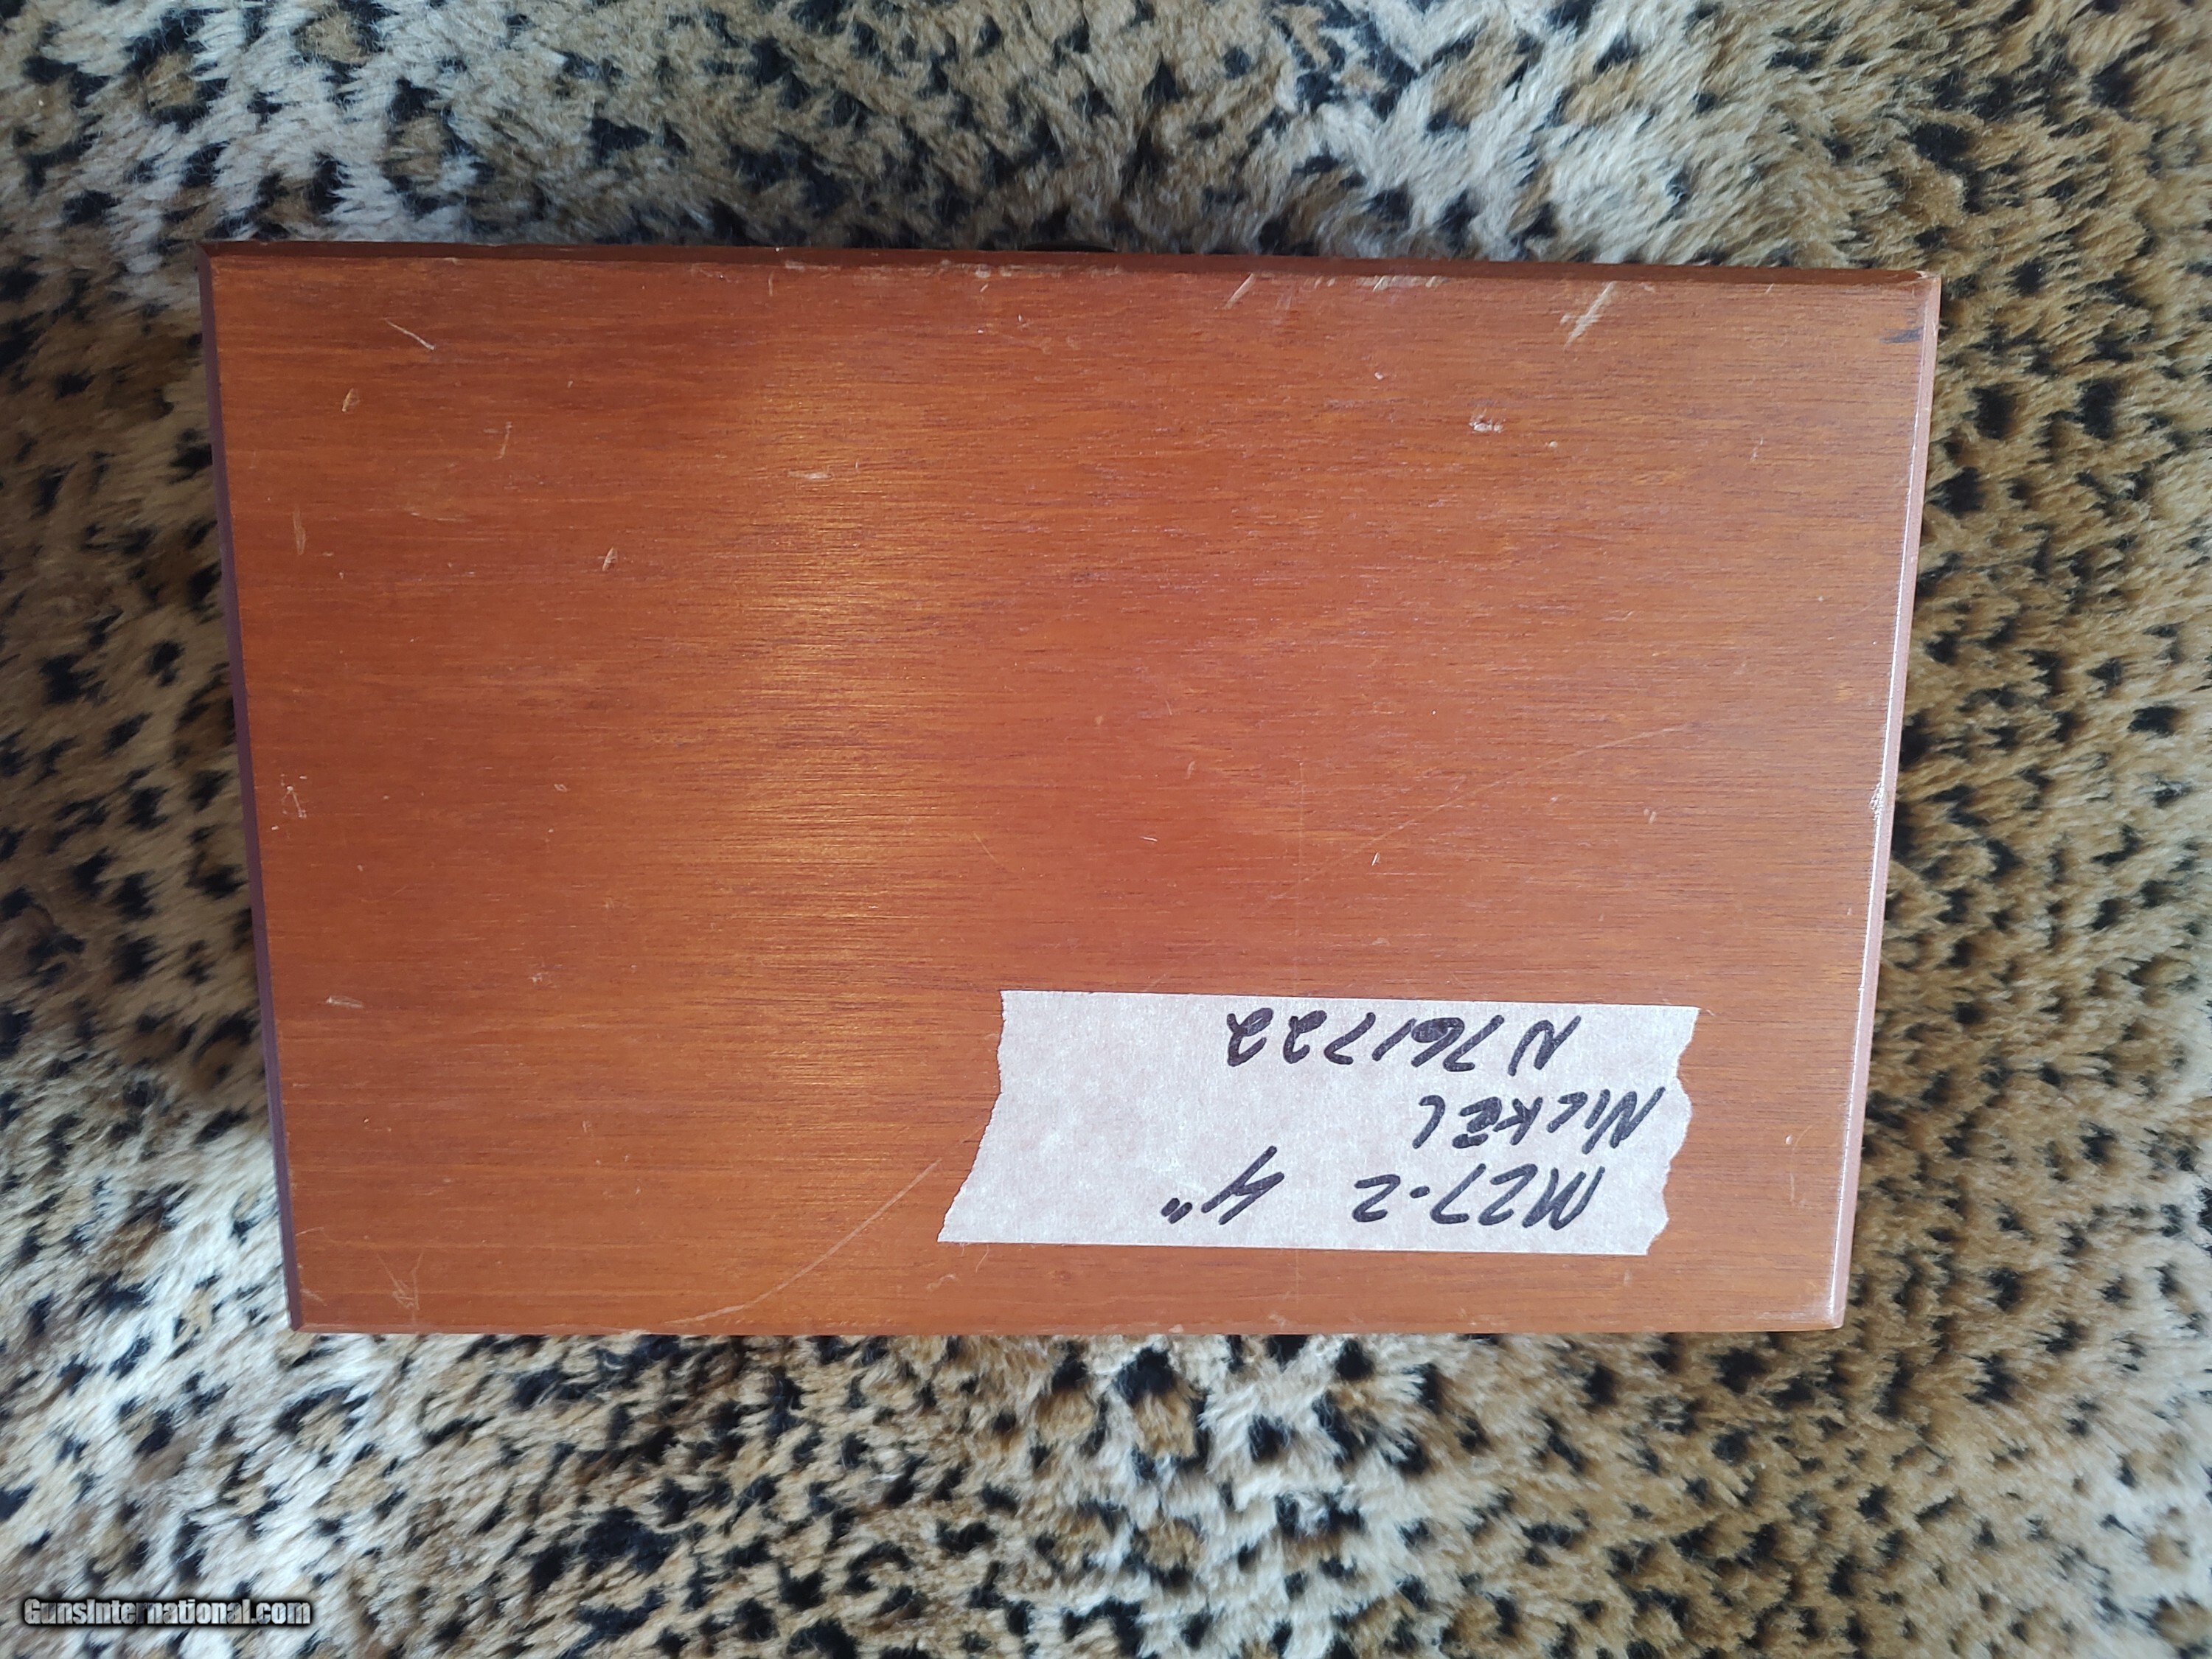 M27-2 4"
NICKEL
N761722
GunsInternational.com